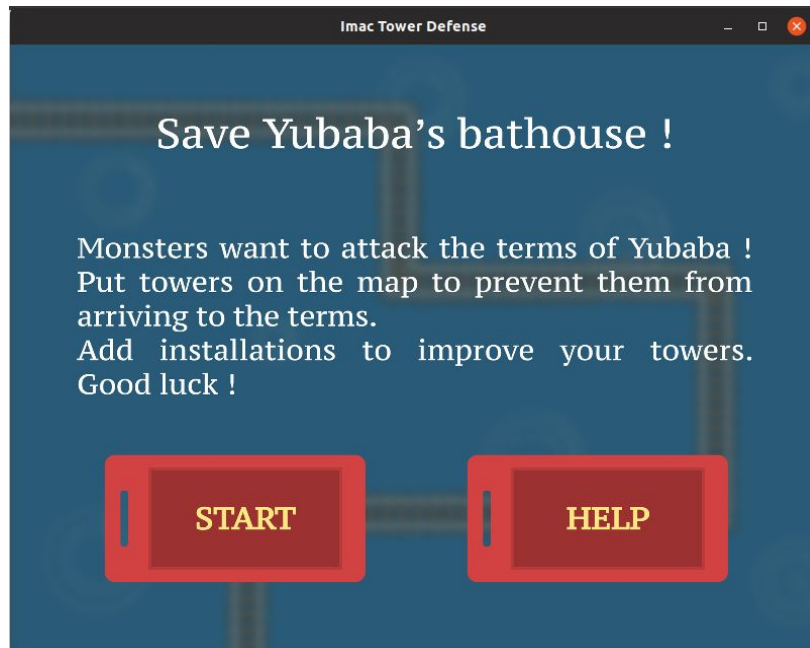 Imac Tower Defense
Save Yubaba's bathouse !
Monsters want to attack the terms of Yubaba !
Put towers on the map to prevent them from
arriving to the terms.
Add installations to improve your towers.
Good luck !
START
HELP